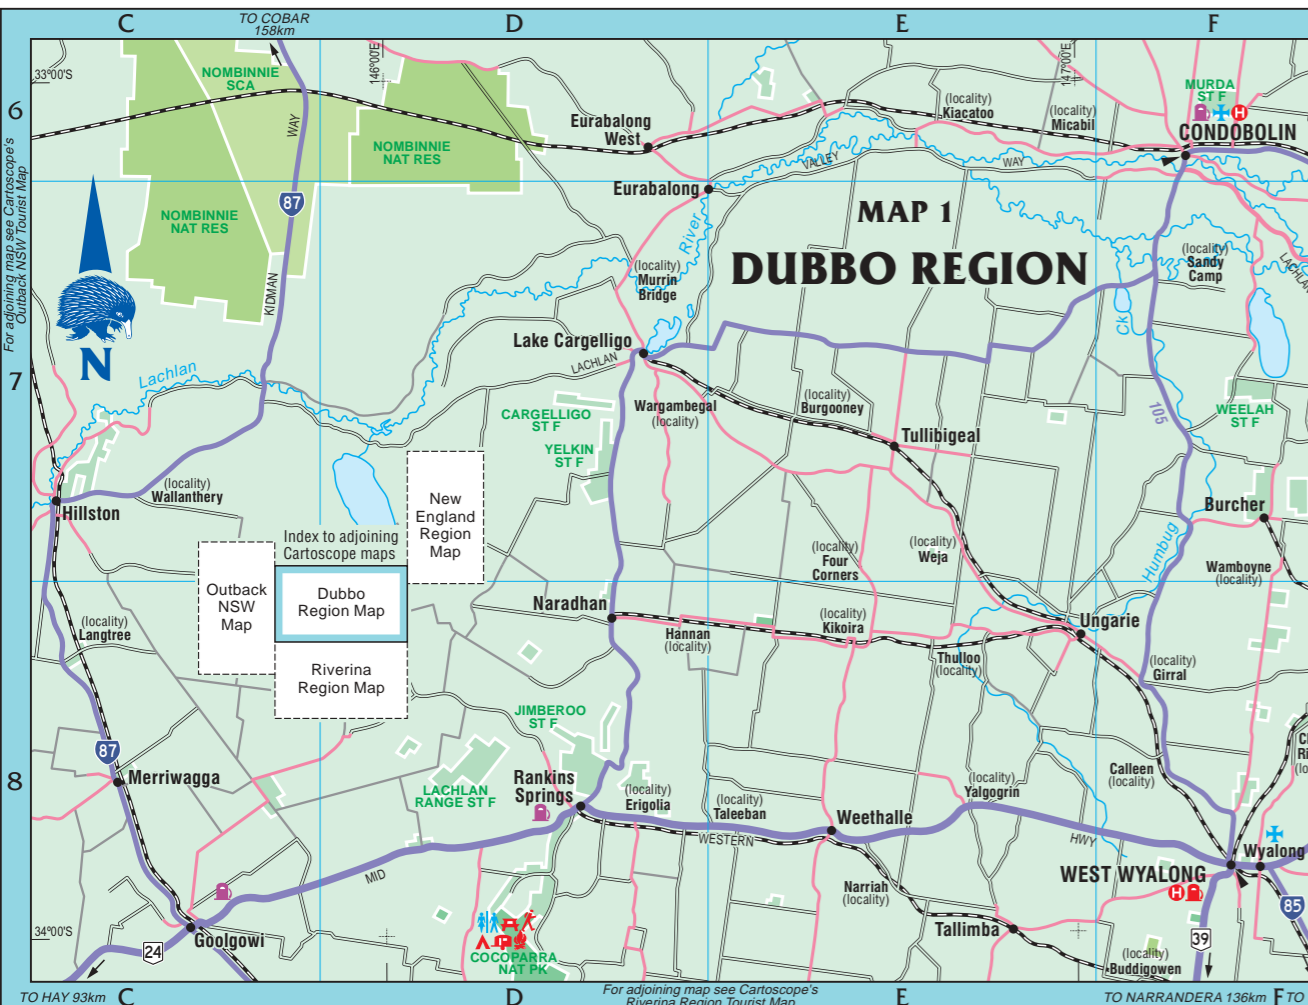 C
TO COBAR
158km
D
E
F
6
7
8
For adjoining map see Cartoscope's
Outback NSW Tourist Map
33°00'S
146°00'E
147°00'E
NOMBINNIE
SCA
WAY
NOMBINNIE
NAT RES
Eurabalong
West
(locality)
Kiacatoo
(locality)
Micabil
MURDA
ST F
H
CONDOBOLIN
VALLEY
WAY
Eurabalong
87
NOMBINNIE
NAT RES
MAP 1
DUBBO REGION
River
(locality)
Murrin
Bridge
(locality)
Sandy
Camp
LACHLAN
KIDMAN
N
Ck
Lake Cargelligo
LACHLAN
Lachlan
Wargambegal
(locality)
(locality)
Burgooney
CARGELLIGO
ST F
105
WEELAH
ST F
Tullibigeal
YELKIN
ST F
(locality)
Wallanthery
Hillston
New
England
Region
Map
Burcher
Index to adjoining
Cartoscope maps
(locality)
Four
Corners
(locality)
Weja
Humbug
Wamboyne
(locality)
Outback
NSW
Map
Dubbo
Region Map
Riverina
Region Map
Naradhan
(locality)
Langtree
Hannan
(locality)
(locality)
Kikoira
Ungarie
Thulloo
(locality)
(locality)
Girral
JIMBEROO
ST F
87
Merriwagga
LACHLAN
RANGE ST F
Rankins
Springs
(locality)
Erigolia
(locality)
Taleeban
(locality)
Yalgogrin
Calleen
(locality)
Weethalle
WESTERN
HWY
Wyalong
MID
WEST WYALONG
H
Narriah
(locality)
85
Goolgowi
Tallimba
34°00'S
24
39
COCOPARRA
NAT PK
(locality)
Buddigowen
TO HAY 93km
C
D
For adjoining map see Cartoscope's
Riverina Region Tourist Map
E
TO NARRANDERA 136km
F
TO